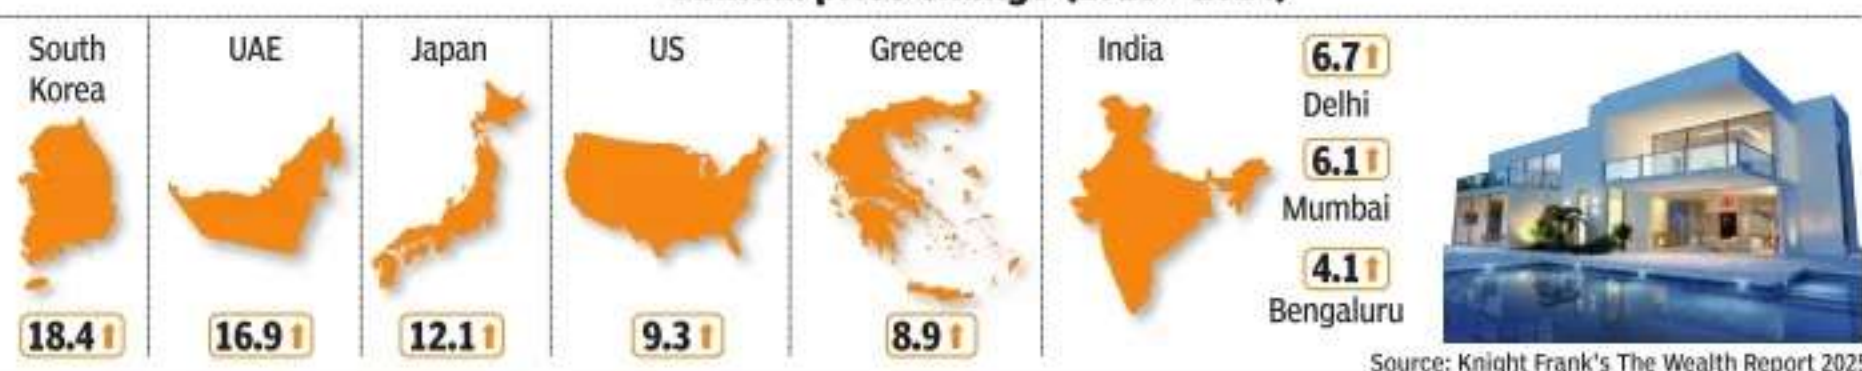 South
Korea
18.4
UAE
16.9
Japan
12.1
US
9.3
Greece
8.9
India
6.7
Delhi
6.1
Mumbai
4.1
Bengaluru
Source: Knight Frank's The Wealth Report 2025